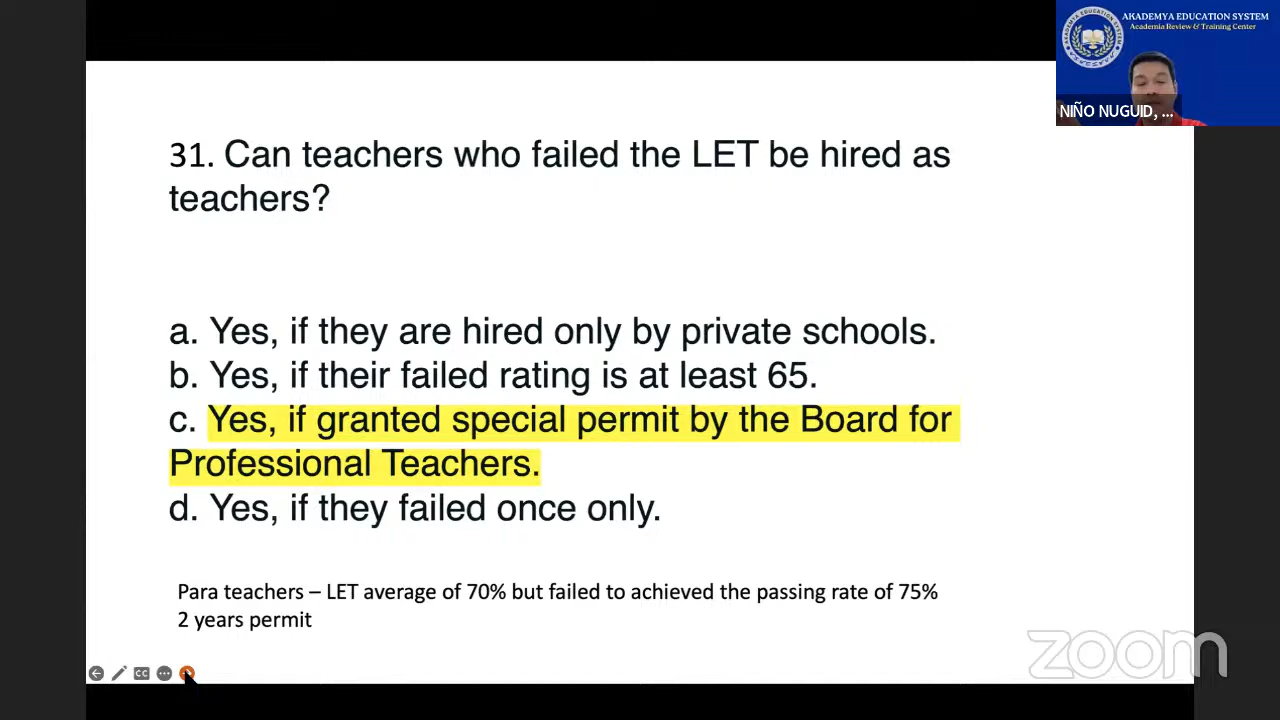 AKADEMYA EDUCATION SYSTEM
Academia Review & Training Center
NIÑO NUGUID, ...
31. Can teachers who failed the LET be hired as
teachers?
a. Yes, if they are hired only by private schools.
b. Yes, if their failed rating is at least 65.
c. Yes, if granted special permit by the Board for
Professional Teachers.
d. Yes, if they failed once only.
Para teachers – LET average of 70% but failed to achieved the passing rate of 75%
2 years permit
CC
zoom